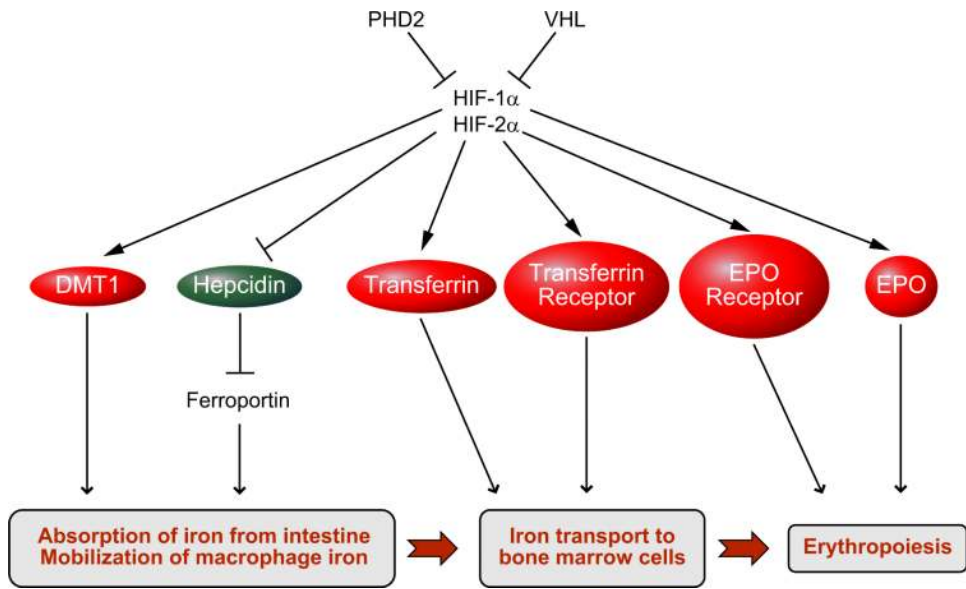 PHD2
VHL
HIF-1α
HIF-2α
DMT1
Hepcidin
Transferrin
Transferrin
Receptor
EPO
Receptor
EPO
Ferroportin
Absorption of iron from intestine
Mobilization of macrophage iron
Iron transport to
bone marrow cells
Erythropoiesis